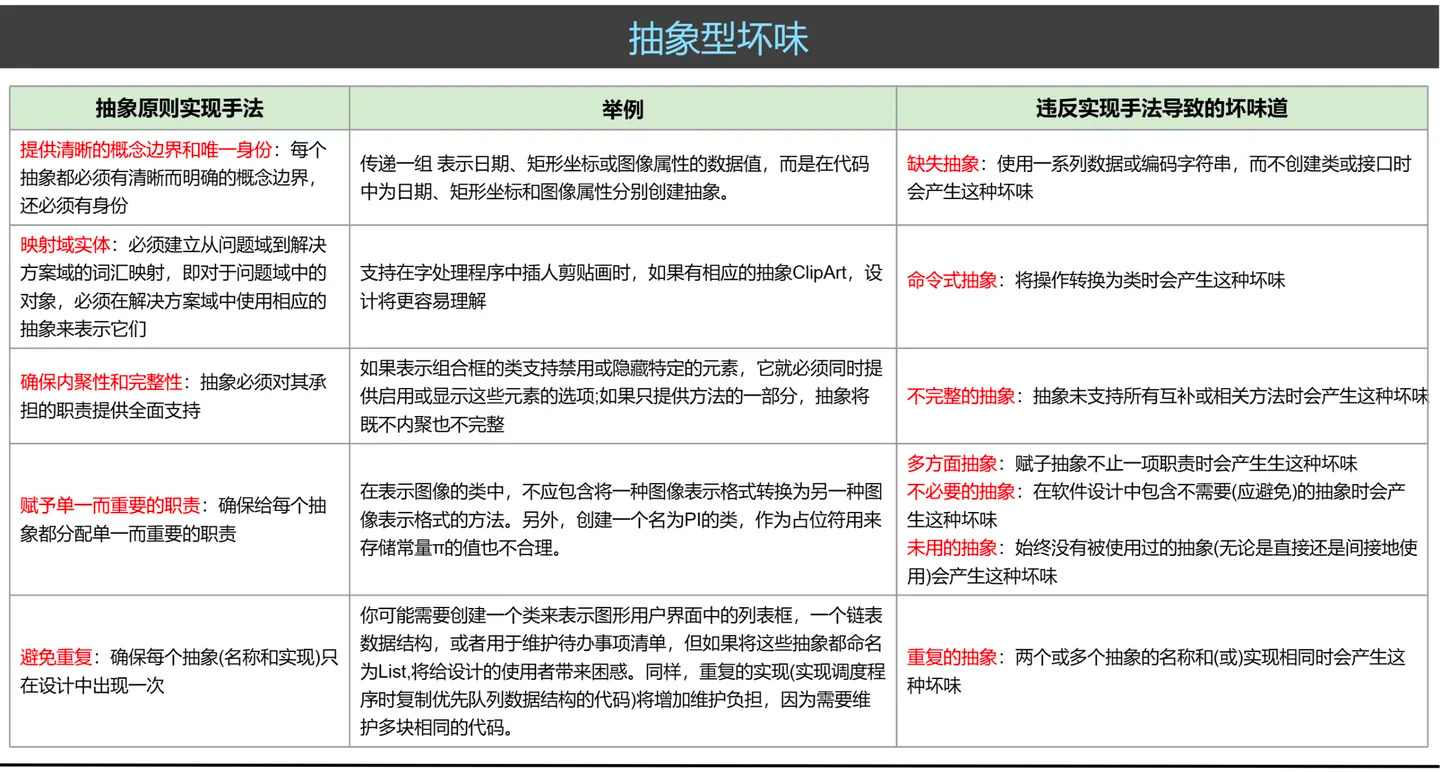 抽象型坏味
抽象原则实现手法
举例
违反实现手法导致的坏味道
提供清晰的概念边界和唯一身份：每个
抽象都必须有清晰而明确的概念边界，
还必须有身份
传递一组 表示日期、矩形坐标或图像属性的数据值，而是在代码
中为日期、矩形坐标和图像属性分别创建抽象。
缺失抽象：使用一系列数据或编码字符串，而不创建类或接口时
会产生这种坏味
映射域实体：必须建立从问题域到解决
方案域的词汇映射，即对于问题域中的
对象，必须在解决方案域中使用相应的
抽象来表示它们
支持在字处理程序中插人剪贴画时，如果有相应的抽象ClipArt，设
计将更容易理解
命令式抽象：将操作转换为类时会产生这种坏味
确保内聚性和完整性：抽象必须对其承
担的职责提供全面支持
如果表示组合框的类支持禁用或隐藏特定的元素，它就必须同时提
供启用或显示这些元素的选项;如果只提供方法的一部分，抽象将
既不内聚也不完整
不完整的抽象：抽象未支持所有互补或相关方法时会产生这种坏味
赋予单一而重要的职责：确保给每个抽
象都分配单一而重要的职责
在表示图像的类中，不应包含将一种图像表示格式转换为另一种图
像表示格式的方法。另外，创建一个名为PI的类，作为占位符用来
存储常量π的值也不合理。
多方面抽象：赋子抽象不止一项职责时会产生生这种坏味
不必要的抽象：在软件设计中包含不需要(应避免)的抽象时会产
生这种坏味
未用的抽象：始终没有被使用过的抽象(无论是直接还是间接地使
用)会产生这种坏味
避免重复：确保每个抽象(名称和实现)只
在设计中出现一次
你可能需要创建一个类来表示图形用户界面中的列表框，一个链表
数据结构，或者用于维护待办事项清单，但如果将这些抽象都命名
为List,将给设计的使用者带来困惑。同样，重复的实现(实现调度程
序时复制优先队列数据结构的代码)将增加维护负担，因为需要维
护多块相同的代码。
重复的抽象：两个或多个抽象的名称和(或)实现相同时会产生这
种坏味